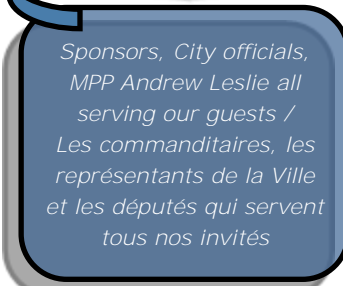 Sponsors, City officials,
MPP Andrew Leslie all
serving our guests /
Les commanditaires, les
représentants de la Ville
et les députés qui servent
tous nos invités